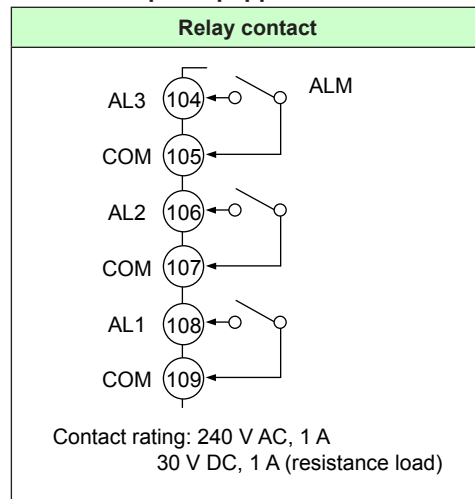 Relay contact
AL3 104 ALM
COM 105
AL2 106
COM 107
AL1 108
COM 109
Contact rating: 240 V AC, 1 A
30 V DC, 1 A (resistance load)